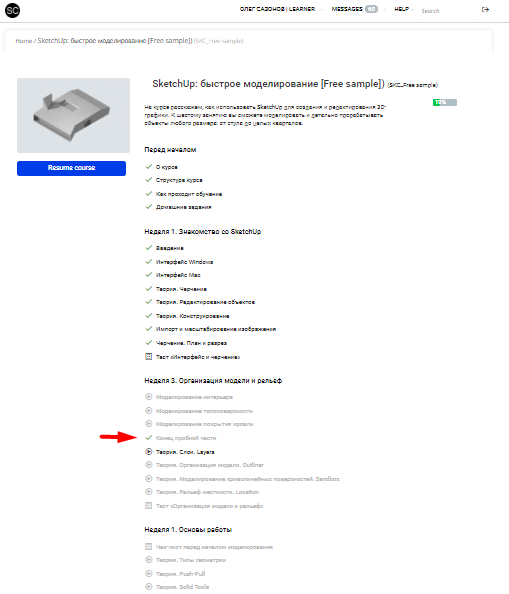 SC
ОЛЕГ САЗОНОВ | LEARNER
MESSAGES 60
HELP
Search
Home / SketchUp: быстрое моделирование [Free sample]) (SKC_Free sample)
SketchUp: быстрое моделирование [Free sample]) (SKC_Free sample)
На курсе расскажем, как использовать SketchUp для создания и редактирования 3D-
графики. К шестому занятию вы сможете моделировать и детально прорабатывать
объекты любого размера: от стула до целых кварталов.
Resume course
Перед началом
О курсе
Структура курса
Как проходит обучение
Домашние задания
Неделя 1. Знакомство со SketchUp
Введение
Интерфейс Windows
Интерфейс Mac
Теория. Черчение
Теория. Редактирование объектов
Теория. Конструирование
Импорт и масштабирование изображения
Черчение. План и разрез
Тест «Интерфейс и черчение»
Неделя 3. Организация модели и рельеф
Моделирование интерьера
Моделирование топоповерхности
Моделирование покрытия кровли
Конец пробной части
Теория. Слои. Layers
Теория. Организация модели. Outliner
Теория. Моделирование криволинейных поверхностей. Sandbox
Теория. Рельеф местности. Location
Тест «Организация модели и рельеф»
Неделя 1. Основы работы
Чек-лист перед началом моделирования
Теория. Типы геометрии
Теория. Push-Pull
Теория. Solid Tools